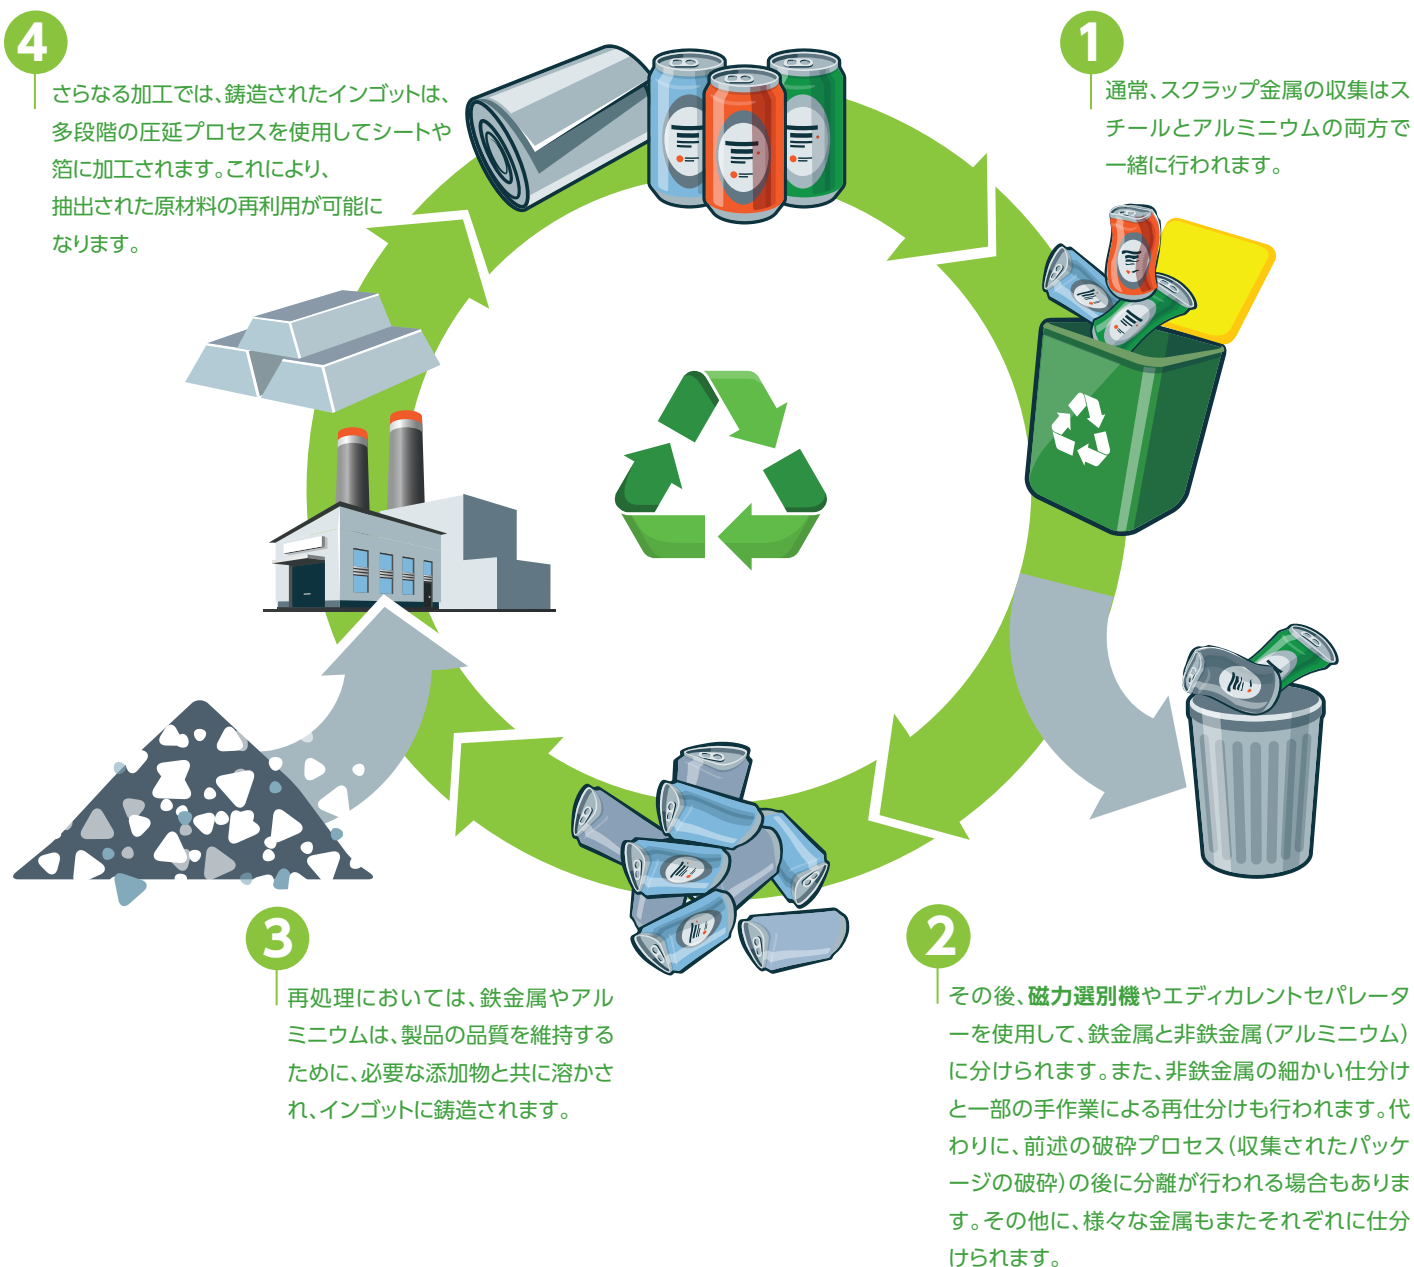 1
通常、スクラップ金属の収集はス
チールとアルミニウムの両方で
一緒に行われます。
2
その後、磁力選別機やエディカレントセパレータ
ーを使用して、鉄金属と非鉄金属（アルミニウム）
に分けられます。また、非鉄金属の細かい仕分け
と一部の手作業による再仕分けも行われます。代
わりに、前述の破砕プロセス（収集されたパッケ
ージの破砕）の後に分離が行われる場合もありま
す。その他に、様々な金属もまたそれぞれに仕分
けられます。
3
再処理においては、鉄金属やアル
ミニウムは、製品の品質を維持する
ために、必要な添加物と共に溶かさ
れ、インゴットに鋳造されます。
4
さらなる加工では、鋳造されたインゴットは、
多段階の圧延プロセスを使用してシートや
箔に加工されます。これにより、
抽出された原材料の再利用が可能に
なります。